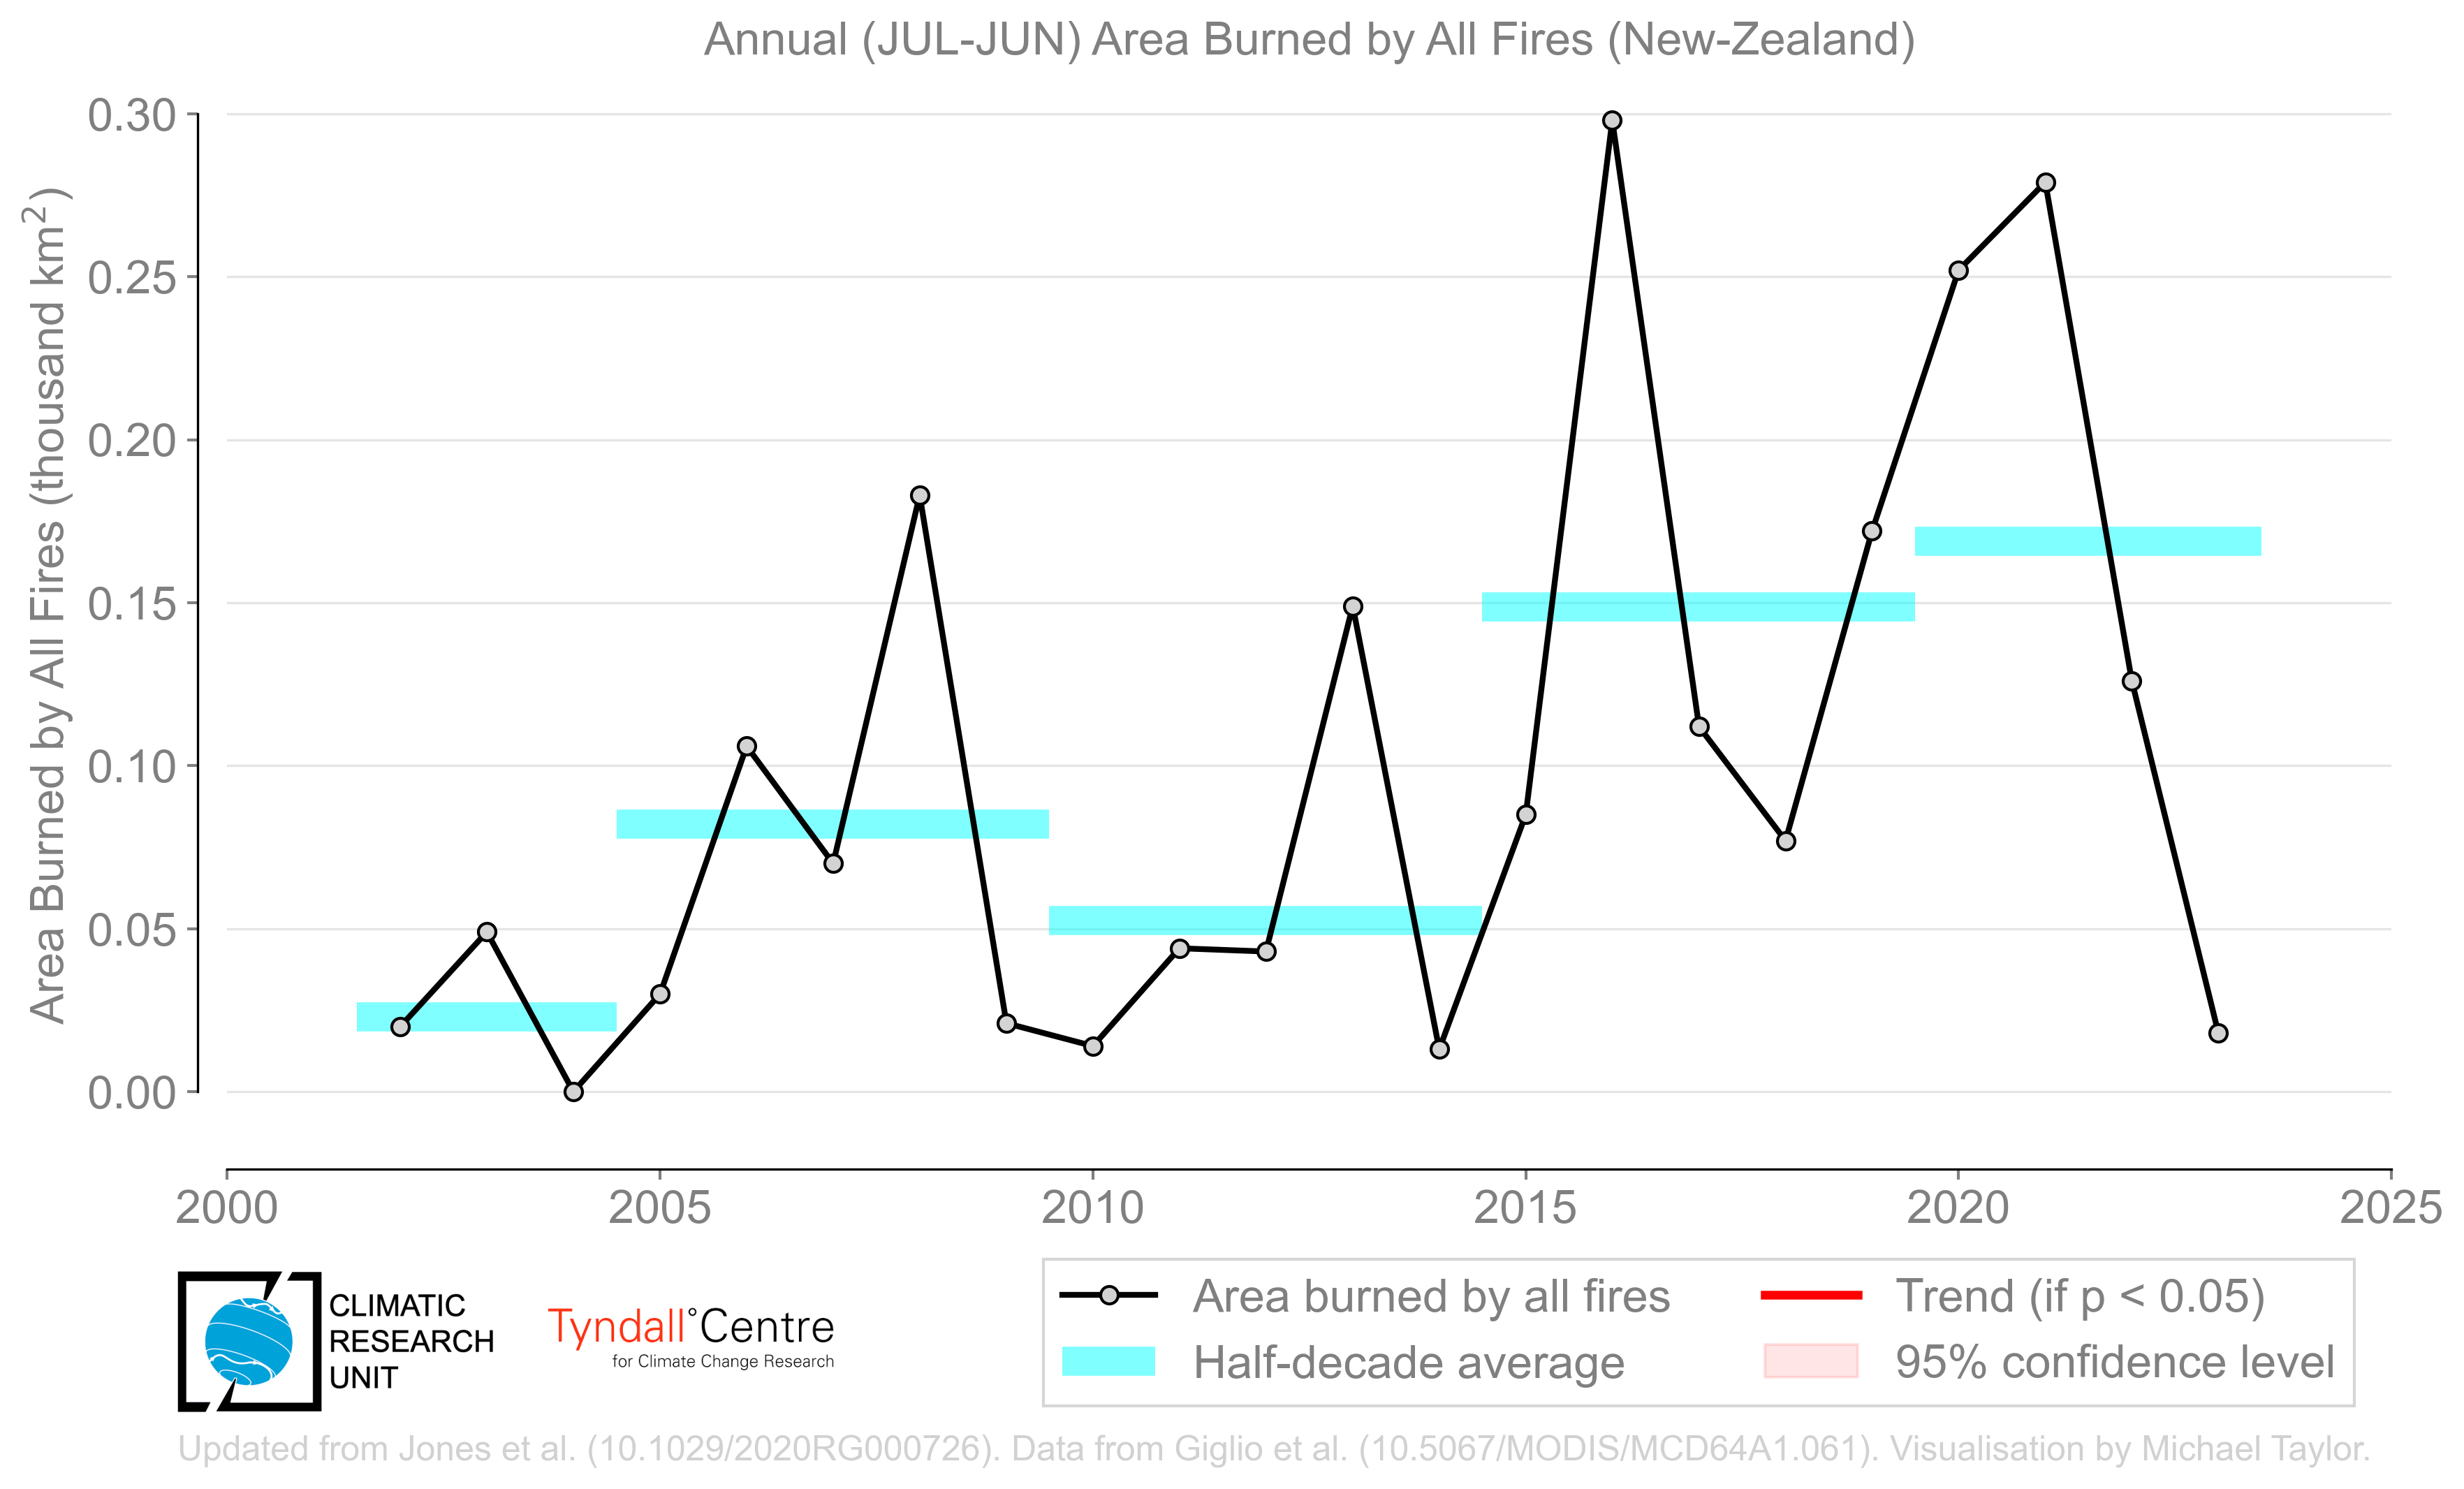 Annual (JUL-JUN) Area Burned by All Fires (New-Zealand)
Area Burned by All Fires (thousand km²)
0.30
0.25
0.20
0.15
0.10
0.05
0.00
2000 2005 2010 2015 2020 2025
CLIMATIC
RESEARCH
UNIT
Tyndall°Centre
for Climate Change Research
Area burned by all fires
Half-decade average
Trend (if p < 0.05)
95% confidence level
Updated from Jones et al. (10.1029/2020RG000726). Data from Giglio et al. (10.5067/MODIS/MCD64A1.061). Visualisation by Michael Taylor.